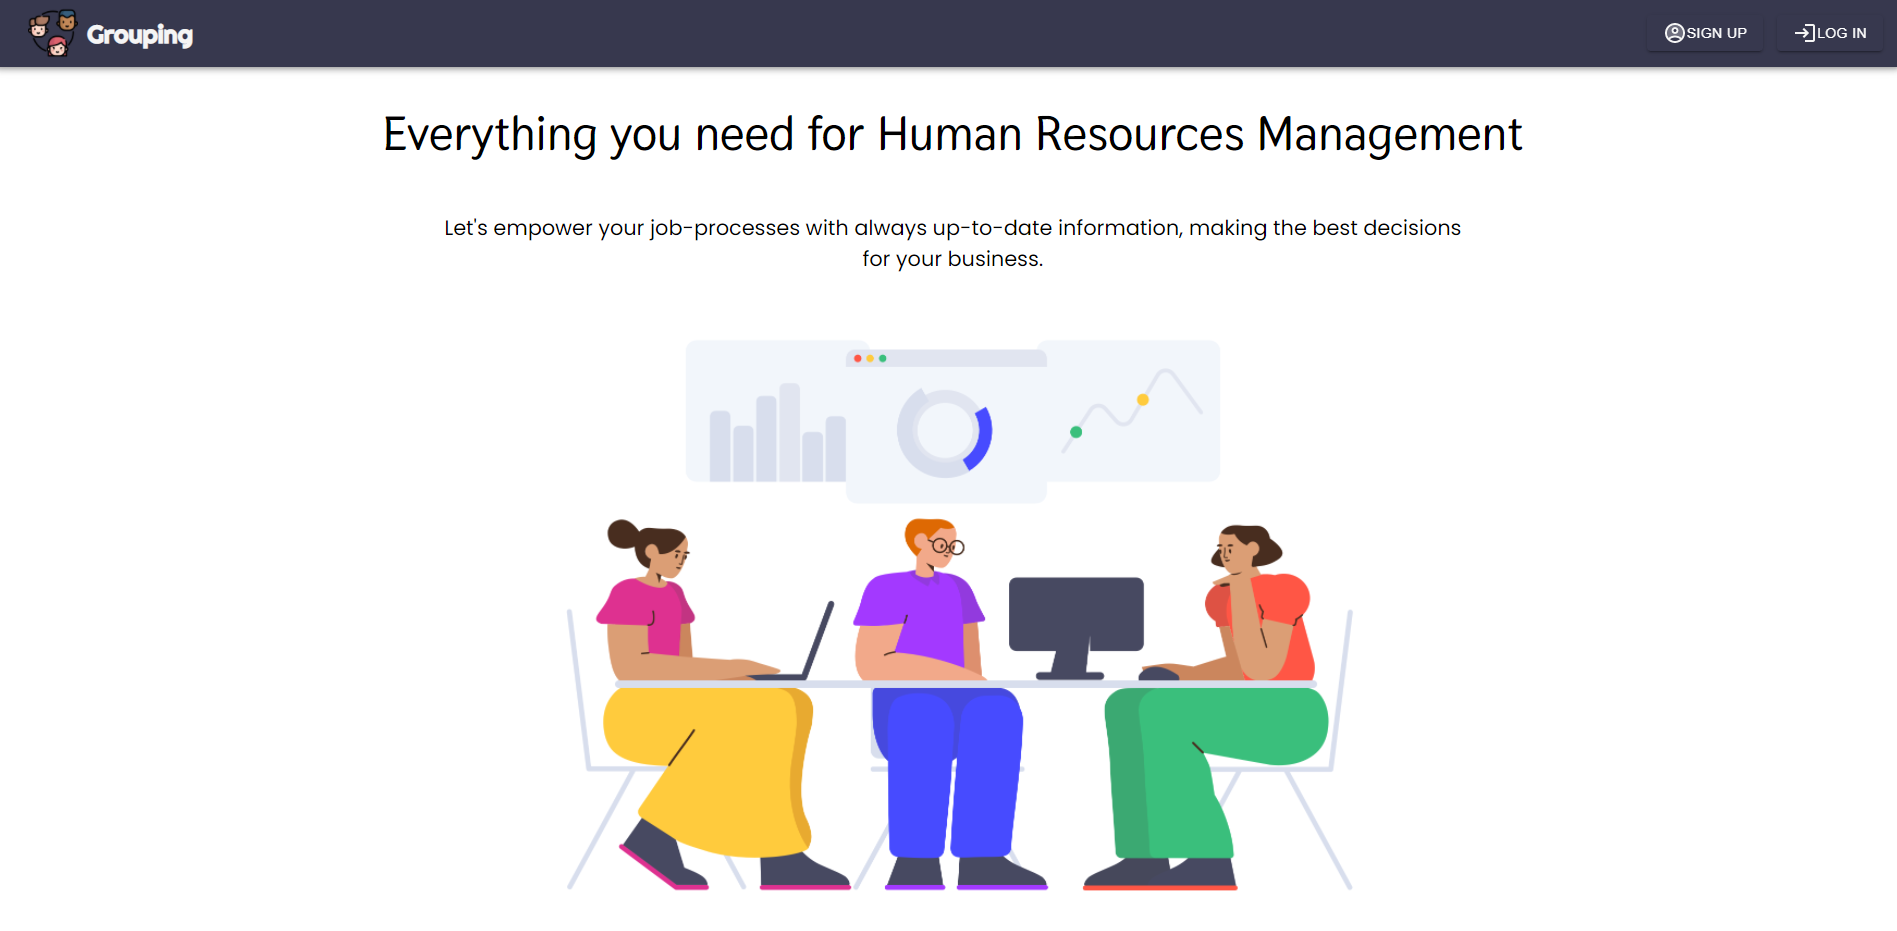 Grouping
SIGN UP
LOG IN
Everything you need for Human Resources Management
Let's empower your job-processes with always up-to-date information, making the best decisions
for your business.